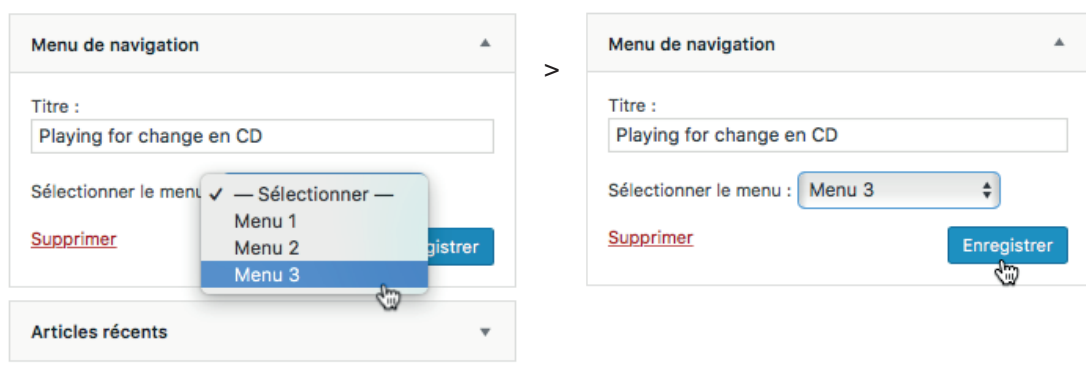 Menu de navigation
Titre :
Playing for change en CD
Sélectionner le menu
✓ — Sélectionner —
Menu 1
Menu 2
Menu 3
Supprimer
gistrer
Articles récents
>
Menu de navigation
Titre :
Playing for change en CD
Sélectionner le menu : Menu 3
Supprimer
Enregistrer